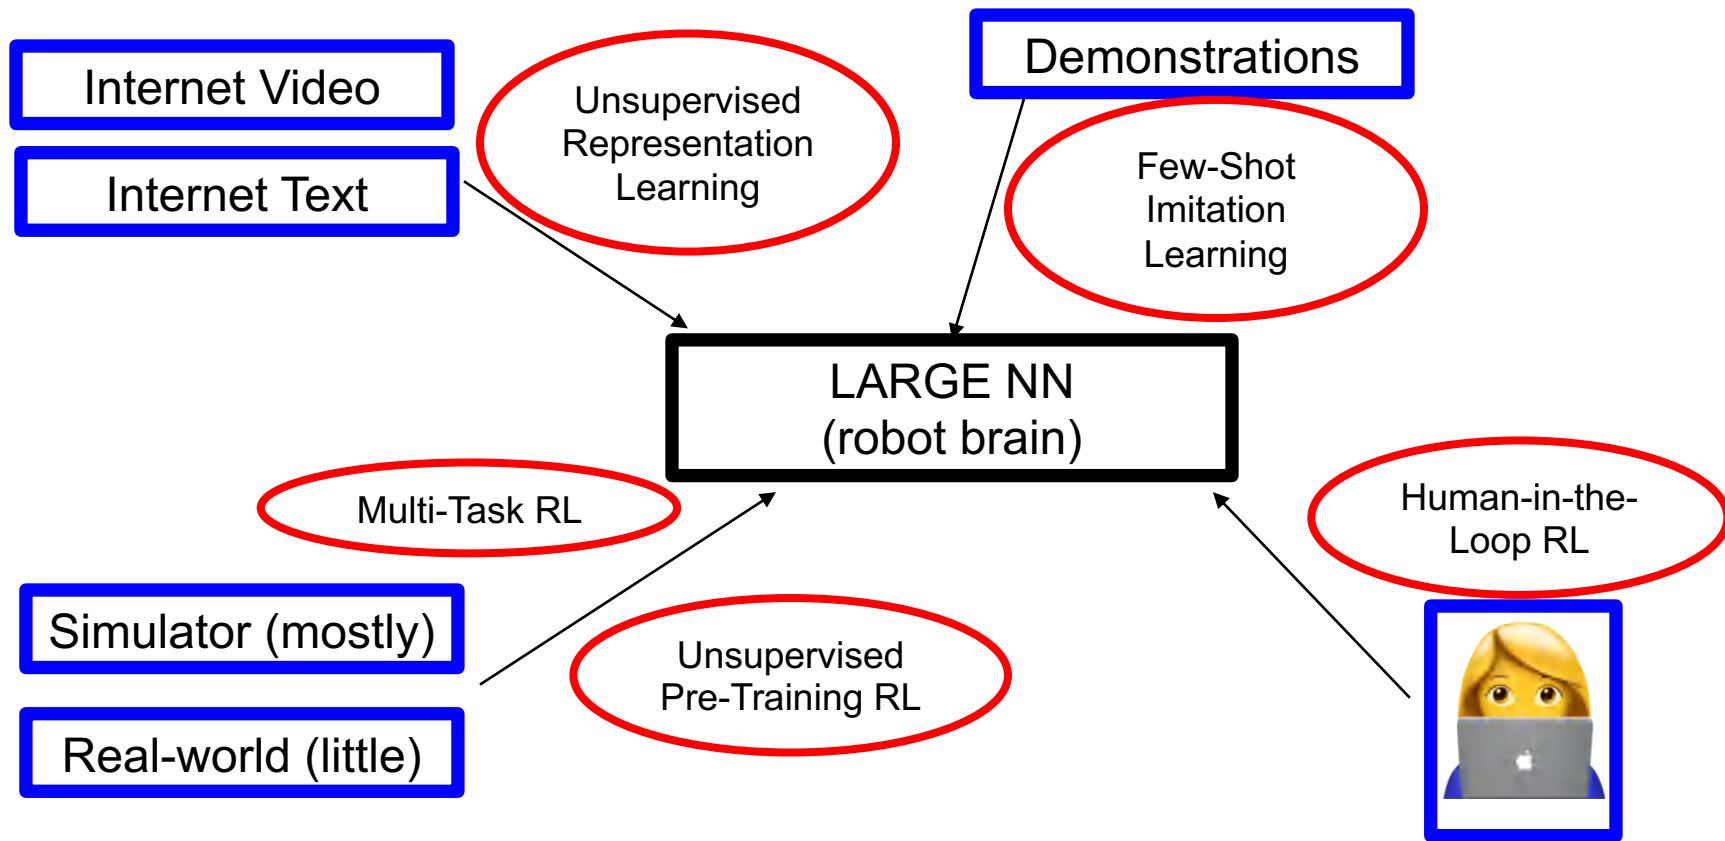 Internet Video
Internet Text
Unsupervised
Representation
Learning
Demonstrations
Few-Shot
Imitation
Learning
LARGE NN
(robot brain)
Multi-Task RL
Human-in-the-
Loop RL
Simulator (mostly)
Real-world (little)
Unsupervised
Pre-Training RL